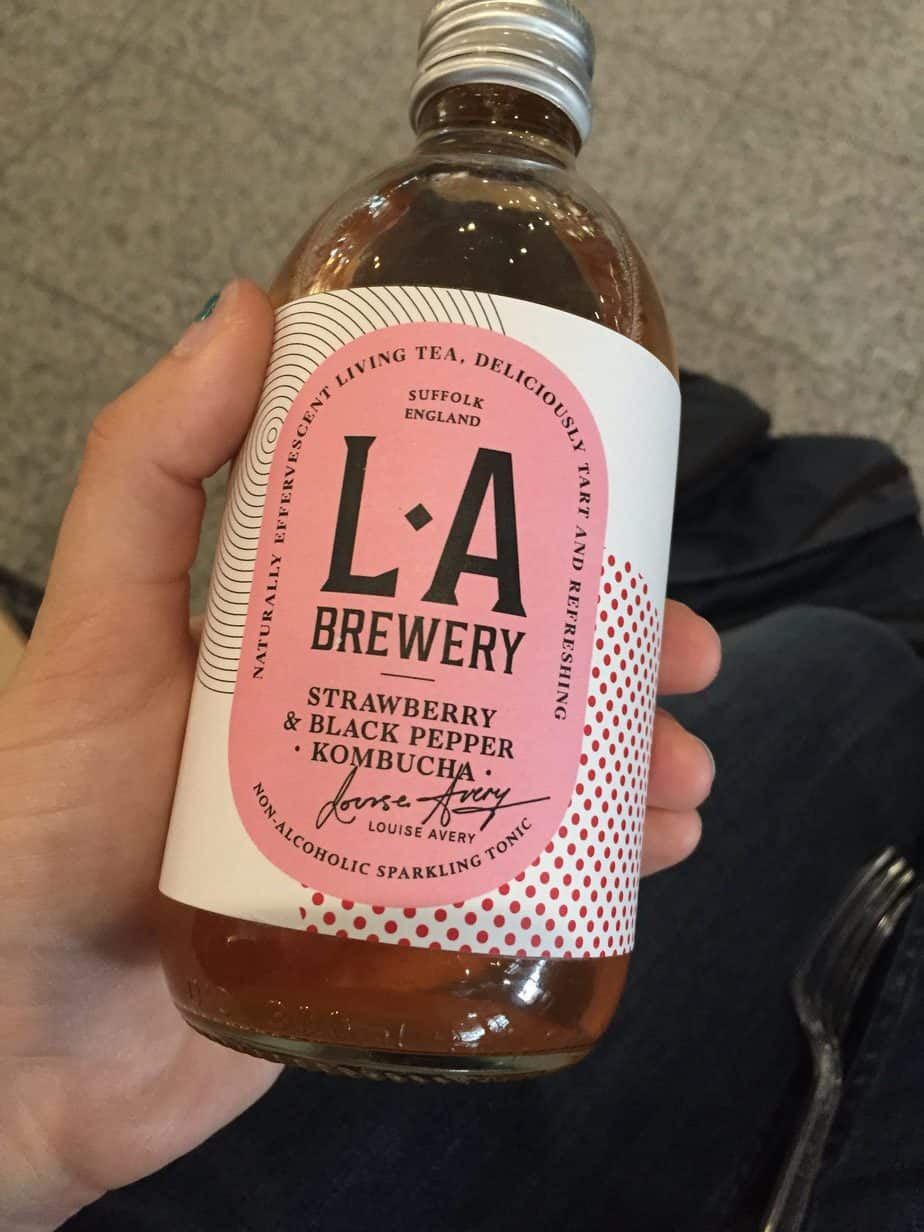 NATURALLY EFFERVESCENT LIVING TEA, DELICIOUSLY TART AND REFRESHING
SUFFOLK
ENGLAND
L·A
BREWERY
STRAWBERRY
& BLACK PEPPER
· KOMBUCHA ·
Louise Avery
LOUISE AVERY
NON-ALCOHOLIC SPARKLING TONIC